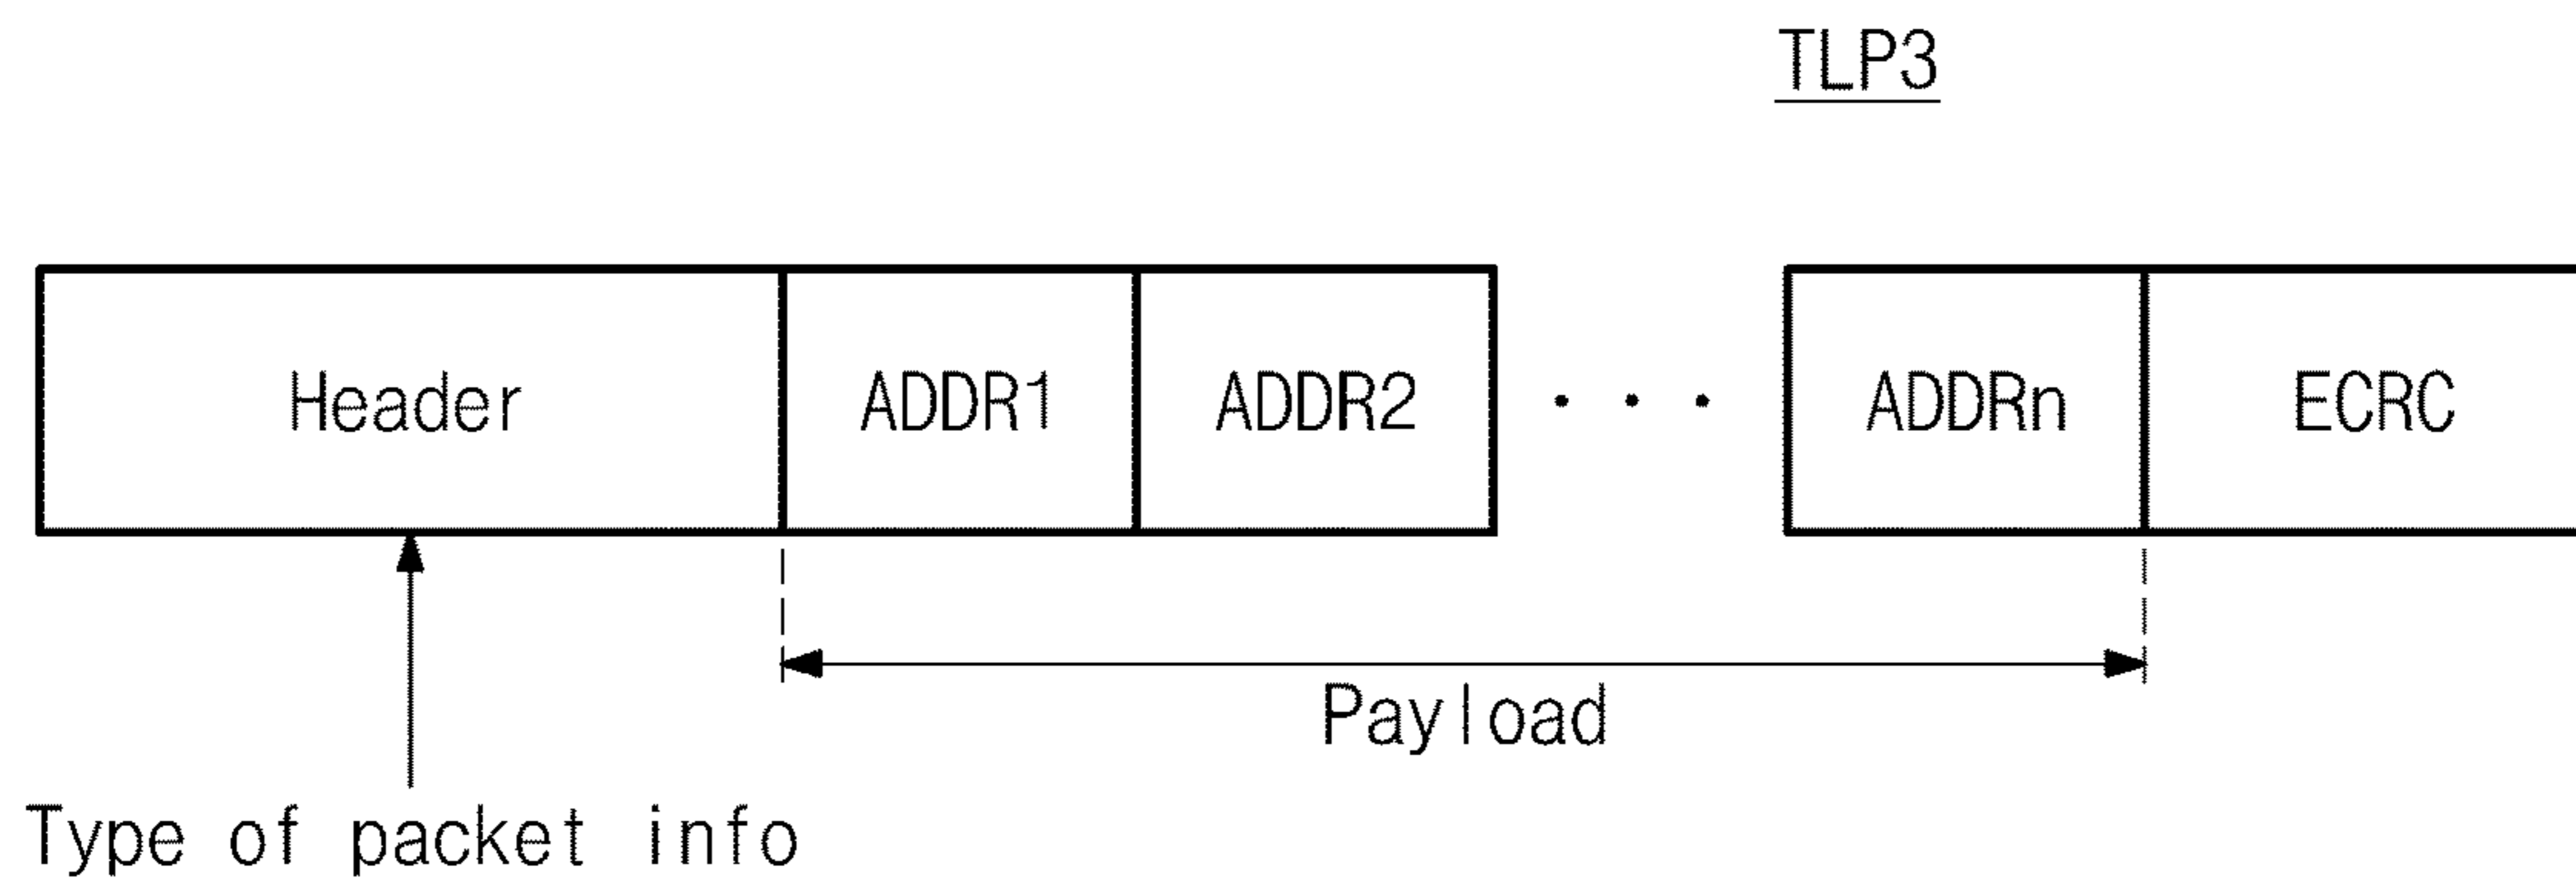 TLP3
Header ADDR1 ADDR2 . . . ADDRn ECRC
Payload
Type of packet info